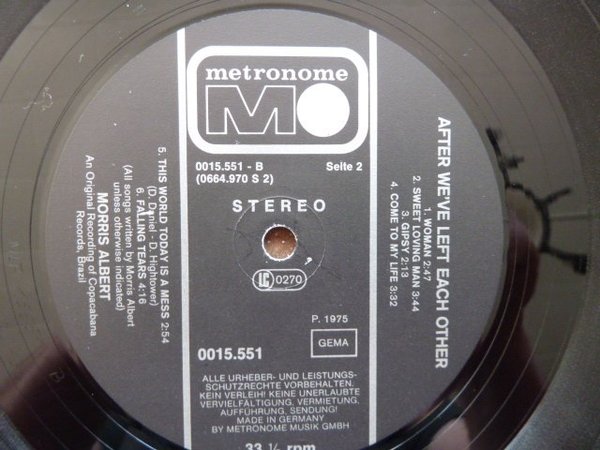 metronome
M
0015.551 - B Seite 2
(0664.970 S 2)
STEREO
LC 0270
P. 1975
0015.551 GEMA
ALLE URHEBER- UND LEISTUNGS-
SCHUTZRECHTE VORBEHALTEN.
KEIN VERLEIH! KEINE UNERLAUBTE
VERVIELFÄLTIGUNG, VERMIETUNG,
AUFFÜHRUNG, SENDUNG!
MADE IN GERMANY
BY METRONOME MUSIK GMBH
33 ⅓ rpm
AFTER WE'VE LEFT EACH OTHER
1. WOMAN 2:47
2. SWEET LOVING MAN 3:44
3. GIPSY 2:13
4. COME TO MY LIFE 3:32
5. THIS WORLD TODAY IS A MESS 2:54
(D. Daniel - D. Hightower)
6. FALLING TEARS 4:16
(All songs written by Morris Albert
unless otherwise indicated)
MORRIS ALBERT
An Original Recording of Copacabana
Records, Brazil